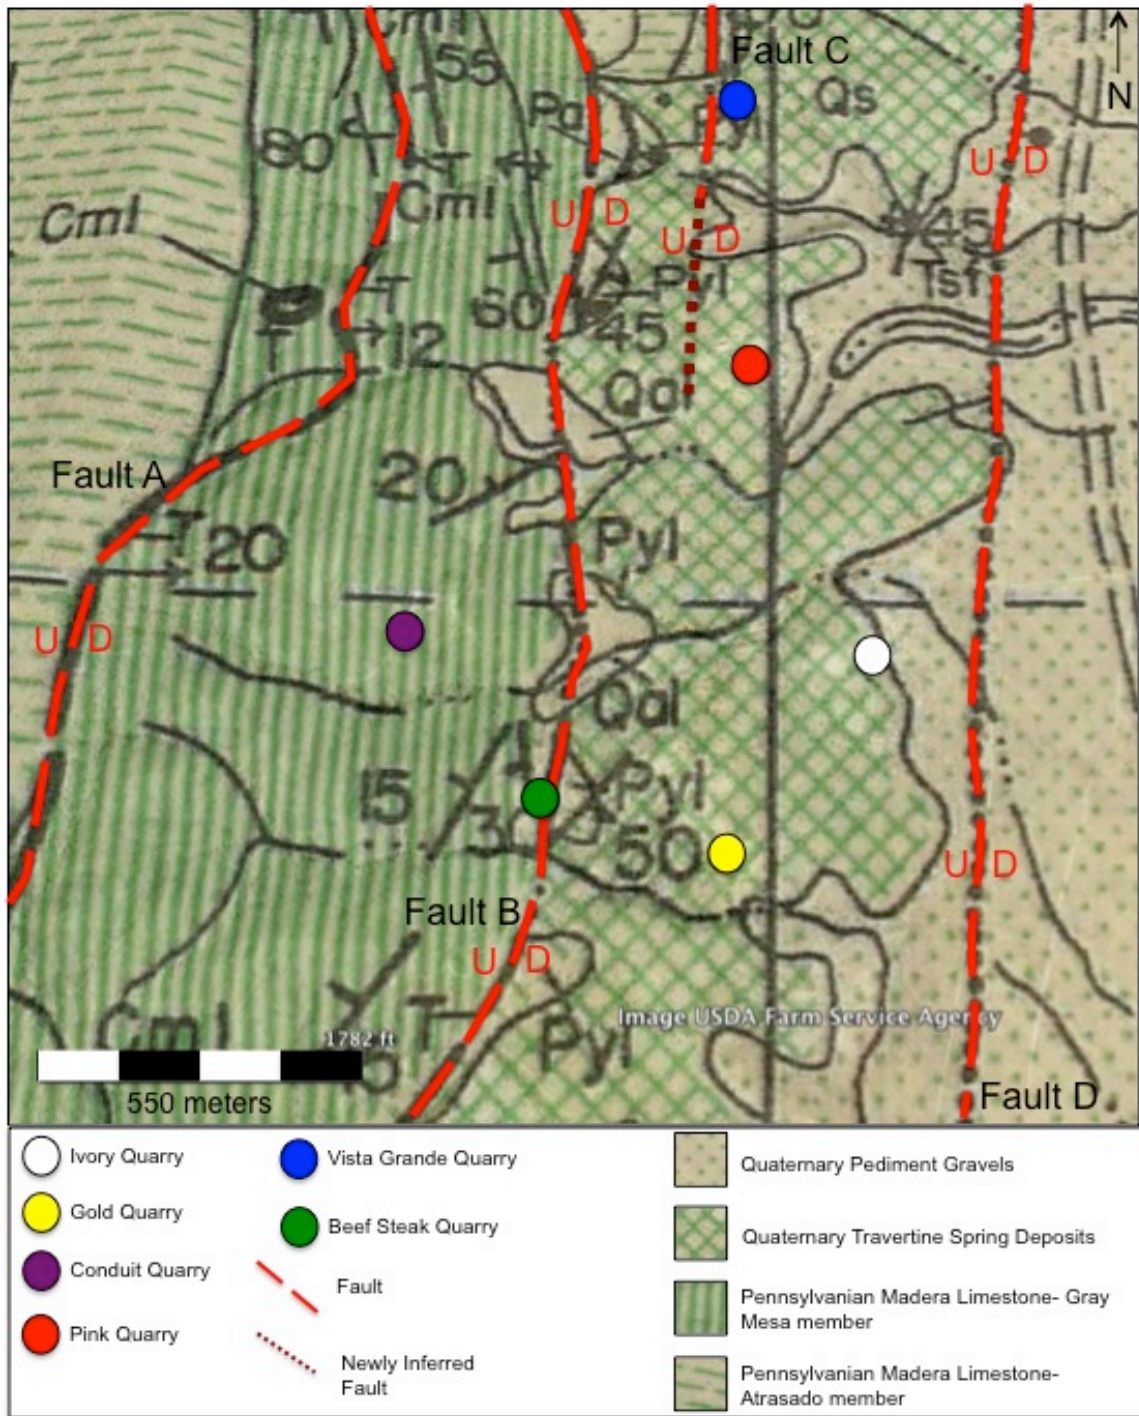 Cml
Fault C
N
55
Qs
Pa
80
T
U D
Cml
Cml
U D
45
U D
Tsf
T
Pyl
60
45
T
12
Qal
Fault A
20
T
20
Pyl
U D
Qal
15
Pyl
3
50
U D
Fault B
U D
T
Cml
Pyl
Image USDA Farm Service Agency
1782 ft
550 meters
Fault D
Ivory Quarry
Vista Grande Quarry
Quaternary Pediment Gravels
Gold Quarry
Beef Steak Quarry
Quaternary Travertine Spring Deposits
Conduit Quarry
Fault
Pennsylvanian Madera Limestone- Gray
Mesa member
Pink Quarry
Newly Inferred
Fault
Pennsylvanian Madera Limestone-
Atrasado member